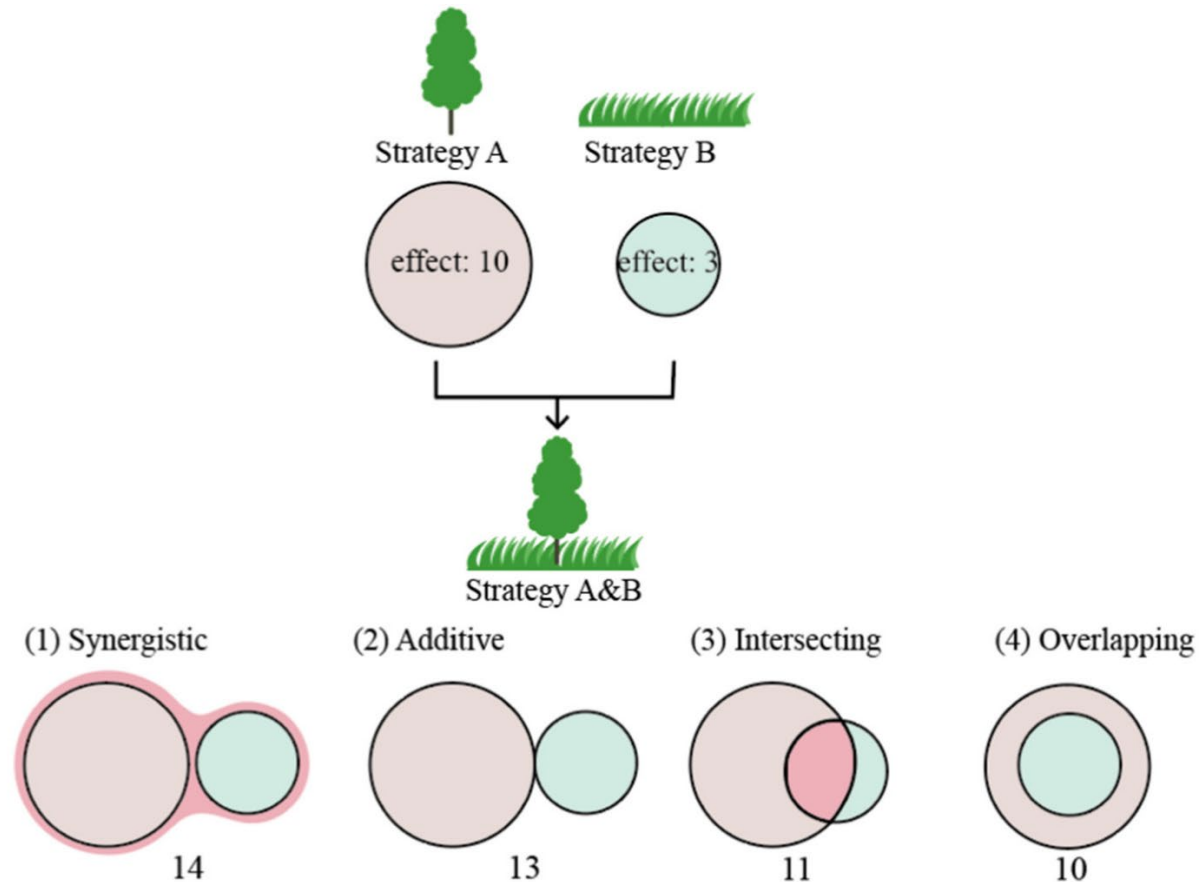 Strategy A
Strategy B
effect: 10
effect: 3
Strategy A&B
(1) Synergistic
(2) Additive
(3) Intersecting
(4) Overlapping
14
13
11
10